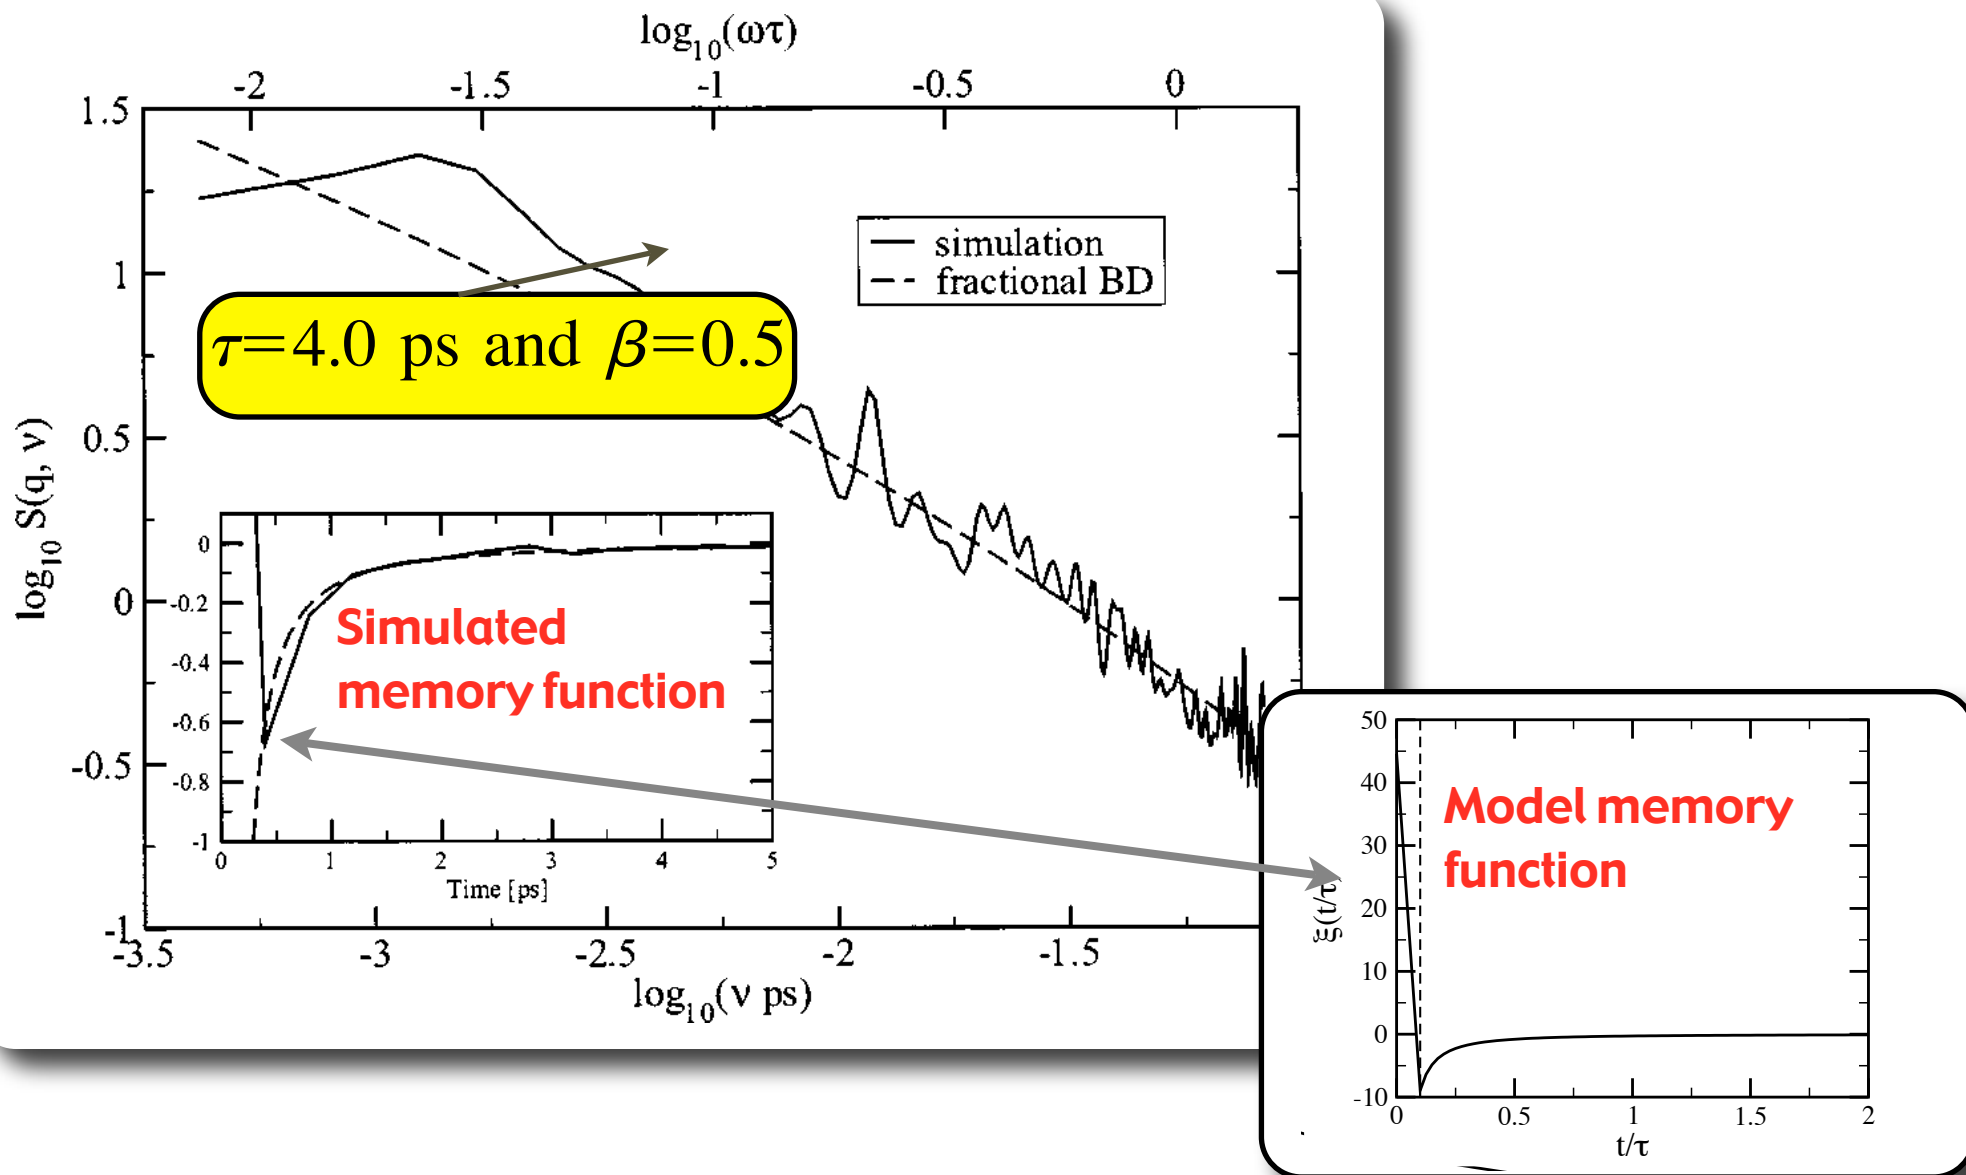 log10(ωτ)
-2 -1.5 -1 -0.5 0
1.5
1
0.5
0
-0.5
-1
log10 S(q, ν)
simulation
fractional BD
τ=4.0 ps and β=0.5
0
-0.2
-0.4
-0.6
-0.8
-1
Simulated
memory function
0 1 2 3 4 5
Time [ps]
-3.5 -3 -2.5 -2 -1.5
log10(ν ps)
50
40
30
20
10
0
-10
ξ(t/τ)
Model memory
function
0 0.5 1 1.5 2
t/τ